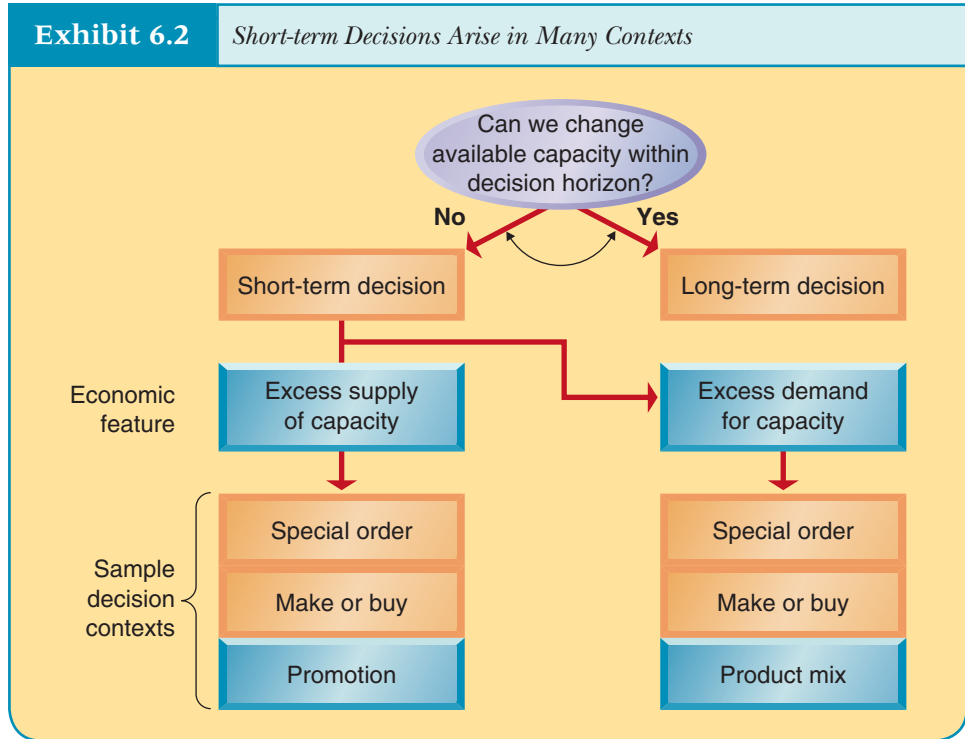 Exhibit 6.2
Short-term Decisions Arise in Many Contexts
Can we change
available capacity within
decision horizon?
No
Yes
Short-term decision
Long-term decision
Economic
feature
Excess supply
of capacity
Excess demand
for capacity
Sample
decision
contexts
Special order
Make or buy
Promotion
Special order
Make or buy
Product mix